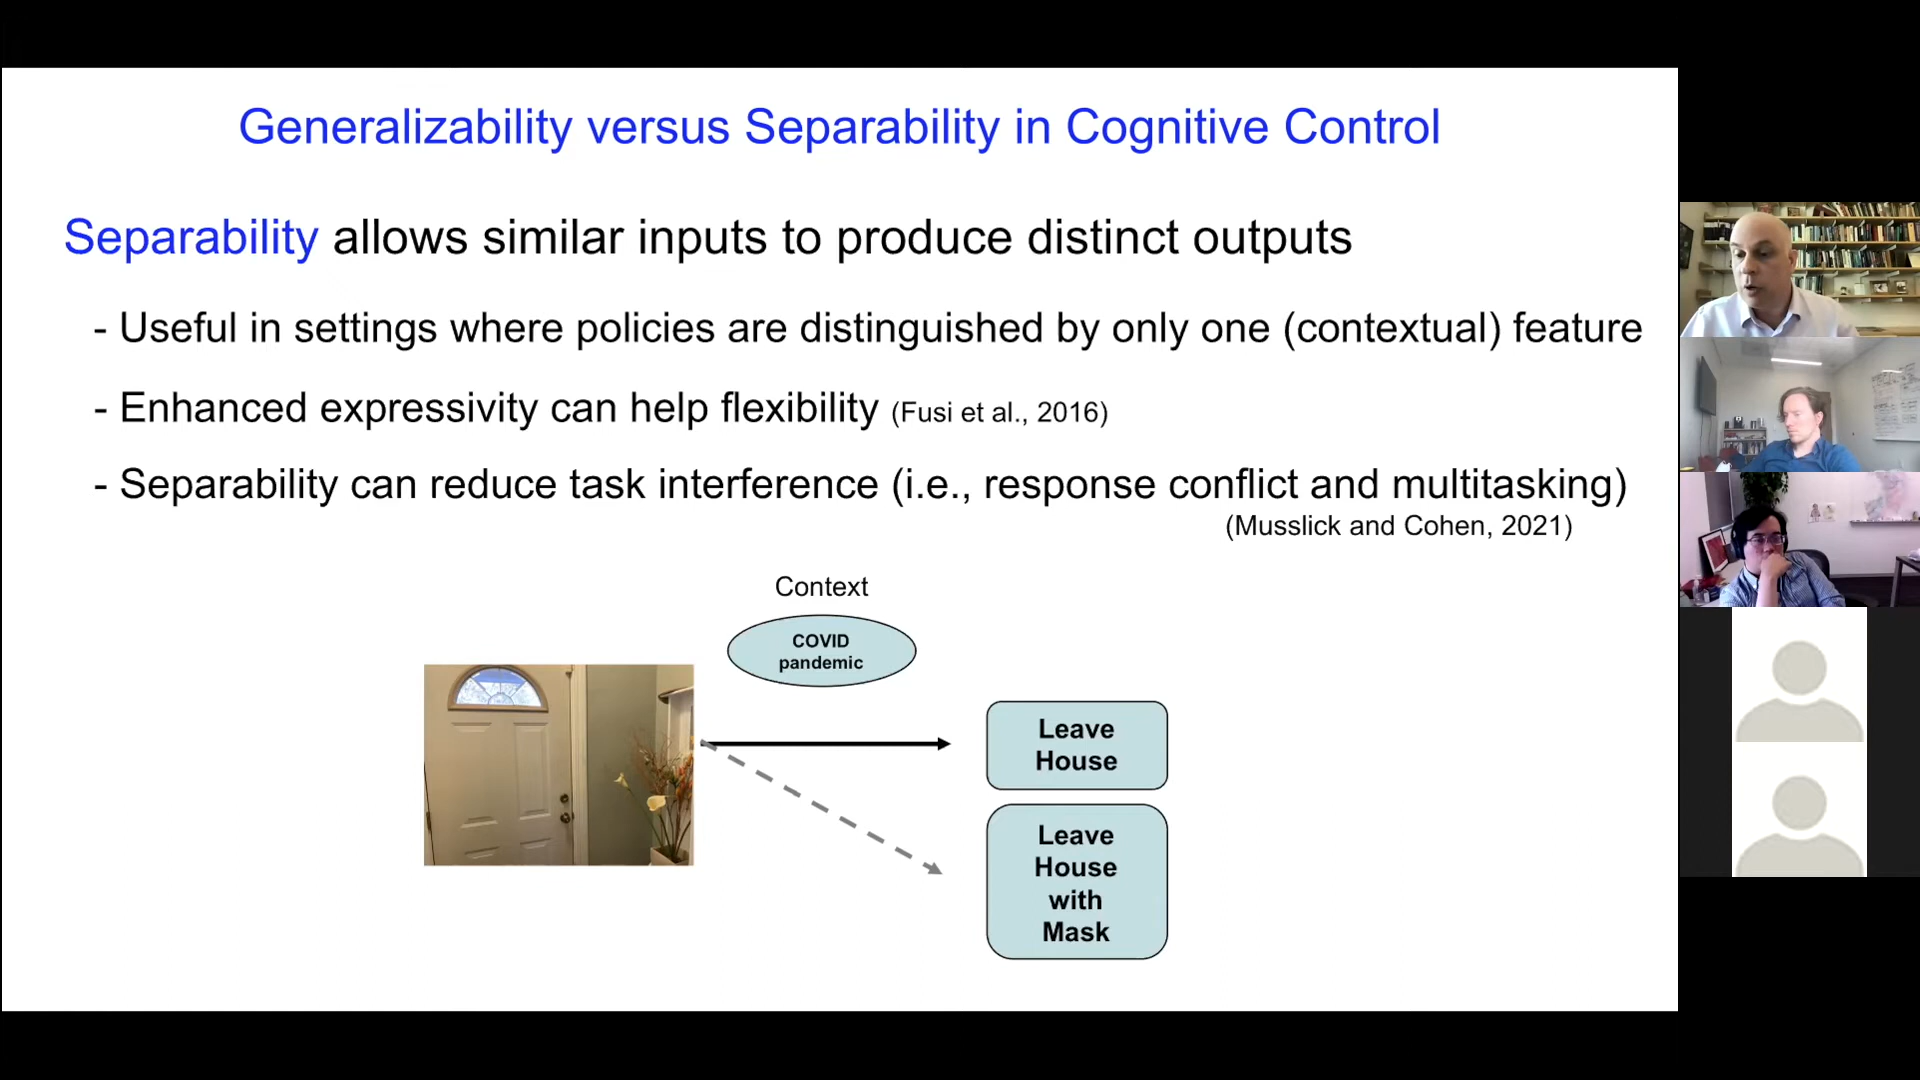 Generalizability versus Separability in Cognitive Control
Separability allows similar inputs to produce distinct outputs
- Useful in settings where policies are distinguished by only one (contextual) feature
- Enhanced expressivity can help flexibility (Fusi et al., 2016)
- Separability can reduce task interference (i.e., response conflict and multitasking)
(Musslick and Cohen, 2021)
Context
COVID
pandemic
Leave
House
Leave
House
with
Mask